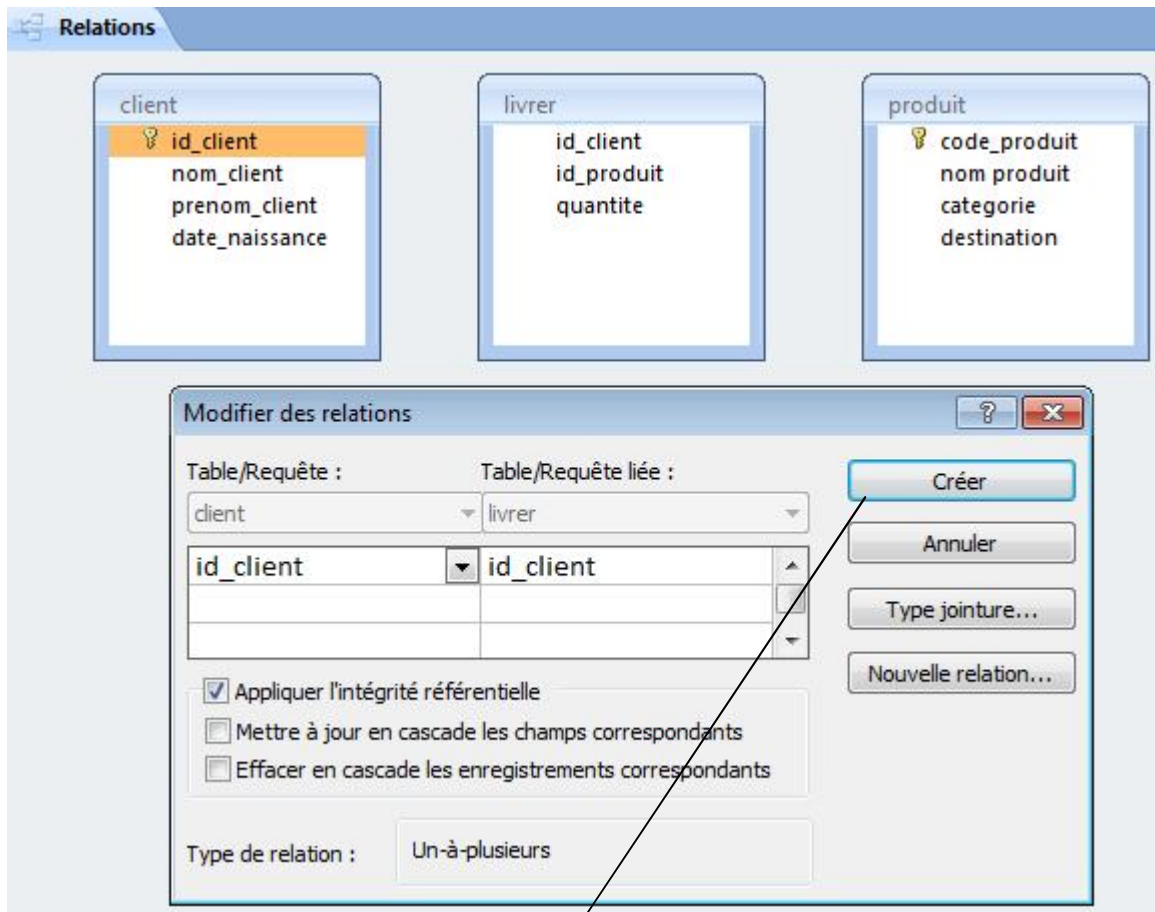 Relations
client
id_client
nom_client
prenom_client
date_naissance
livrer
id_client
id_produit
quantite
produit
code_produit
nom produit
categorie
destination
Modifier des relations
Table/Requête :
Table/Requête liée :
client
livrer
id_client
id_client
Appliquer l'intégrité référentielle
Mettre à jour en cascade les champs correspondants
Effacer en cascade les enregistrements correspondants
Type de relation :
Un-à-plusieurs
Créer
Annuler
Type jointure...
Nouvelle relation...